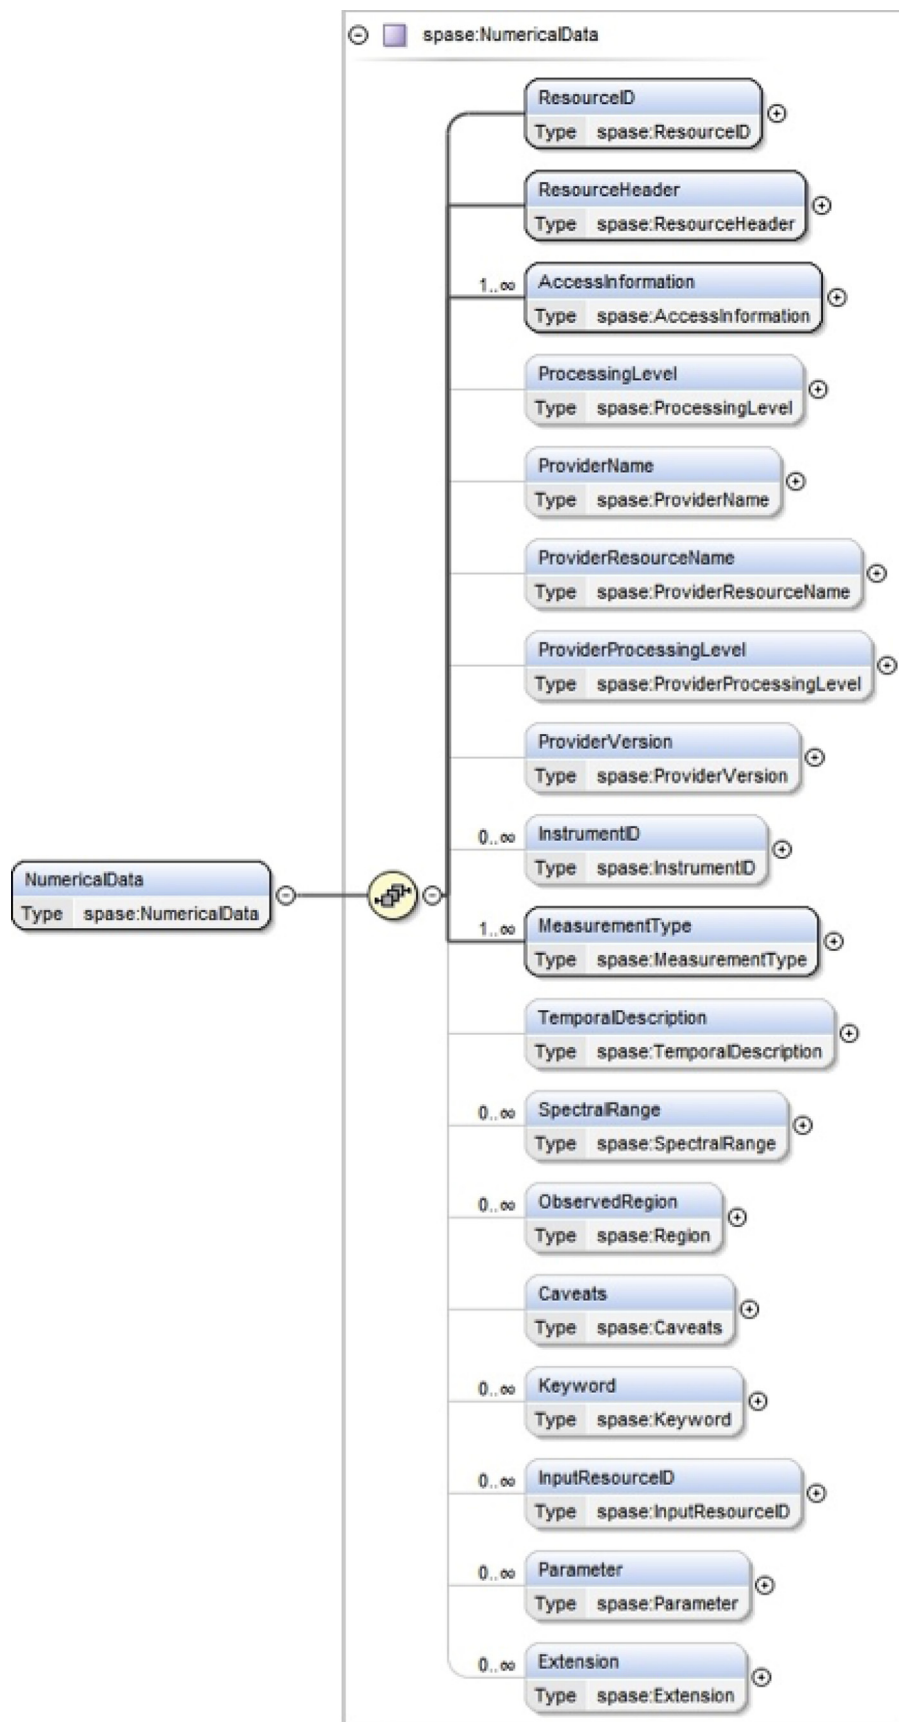 spase:NumericalData
ResourceID
Type spase:ResourceID
ResourceHeader
Type spase:ResourceHeader
1..∞ AccessInformation
Type spase:AccessInformation
ProcessingLevel
Type spase:ProcessingLevel
ProviderName
Type spase:ProviderName
ProviderResourceName
Type spase:ProviderResourceName
ProviderProcessingLevel
Type spase:ProviderProcessingLevel
ProviderVersion
Type spase:ProviderVersion
0..∞ InstrumentID
Type spase:InstrumentID
NumericalData
Type spase:NumericalData
1..∞ MeasurementType
Type spase:MeasurementType
TemporalDescription
Type spase:TemporalDescription
0..∞ SpectralRange
Type spase:SpectralRange
0..∞ ObservedRegion
Type spase:Region
Caveats
Type spase:Caveats
0..∞ Keyword
Type spase:Keyword
0..∞ InputResourceID
Type spase:InputResourceID
0..∞ Parameter
Type spase:Parameter
0..∞ Extension
Type spase:Extension